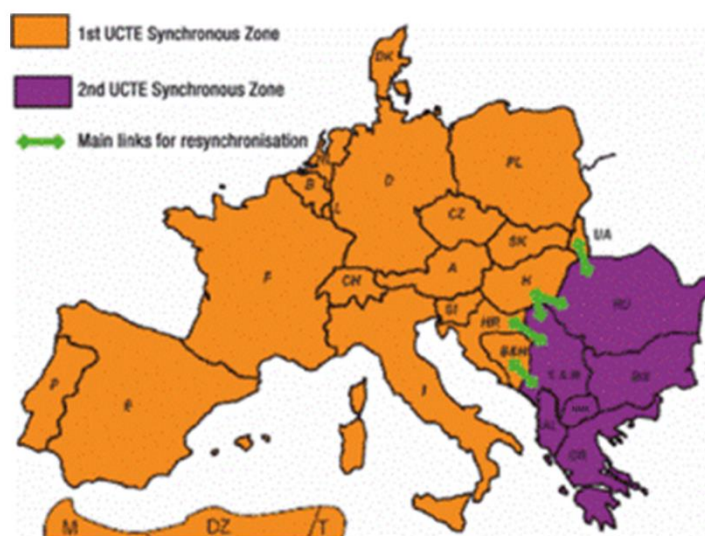 1st UCTE Synchronous Zone
2nd UCTE Synchronous Zone
Main links for resynchronisation
DK
NL
PL
B
D
L
CZ
UA
SK
F
CH
A
H
SI
HR
RO
B&H
P
E
I
BG
AL
GR
M
DZ
T